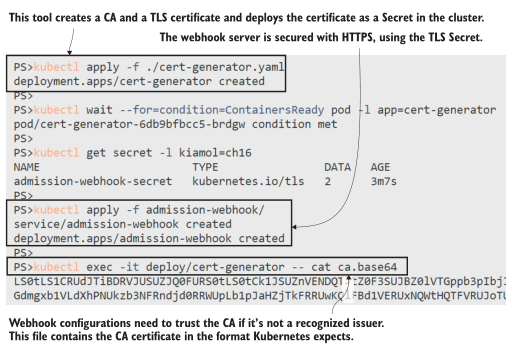 This tool creates a CA and a TLS certificate and deploys the certificate as a Secret in the cluster.
The webhook server is secured with HTTPS, using the TLS Secret.
PS>kubectl apply -f ./cert-generator.yaml
deployment.apps/cert-generator created
PS>
PS>kubectl wait --for=condition=ContainersReady pod -l app=cert-generator
pod/cert-generator-6db9bfbcc5-brdgw condition met
PS>
PS>kubectl get secret -l kiamol=ch16
NAME TYPE DATA AGE
admission-webhook-secret kubernetes.io/tls 2 3m7s
PS>
PS>kubectl apply -f admission-webhook/
service/admission-webhook created
deployment.apps/admission-webhook created
PS>
PS>kubectl exec -it deploy/cert-generator -- cat ca.base64
Webhook configurations need to trust the CA if it's not a recognized issuer.
This file contains the CA certificate in the format Kubernetes expects.